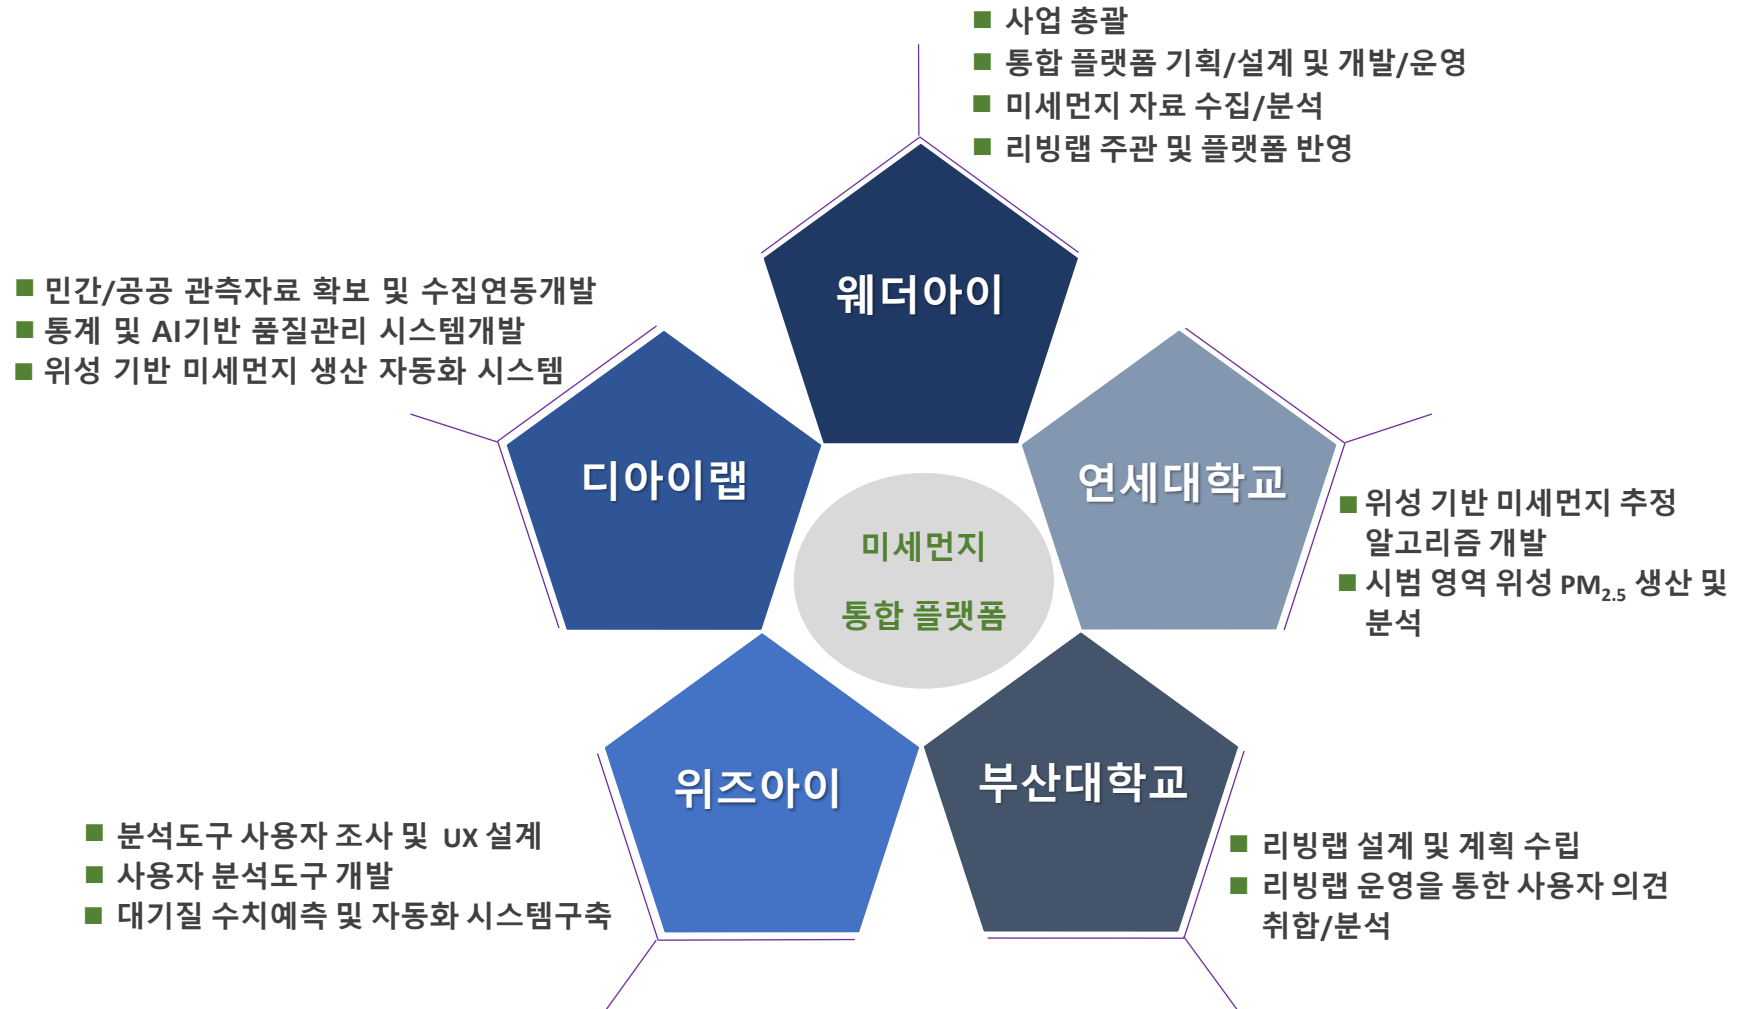 사업 총괄
통합 플랫폼 기획/설계 및 개발/운영
미세먼지 자료 수집/분석
리빙랩 주관 및 플랫폼 반영
웨더아이
민간/공공 관측자료 확보 및 수집연동개발
통계 및 AI기반 품질관리 시스템개발
위성 기반 미세먼지 생산 자동화 시스템
디아이랩
연세대학교
위성 기반 미세먼지 추정
알고리즘 개발
시범 영역 위성 PM2.5 생산 및
분석
미세먼지
통합 플랫폼
위즈아이
부산대학교
분석도구 사용자 조사 및 UX 설계
사용자 분석도구 개발
대기질 수치예측 및 자동화 시스템구축
리빙랩 설계 및 계획 수립
리빙랩 운영을 통한 사용자 의견
취합/분석